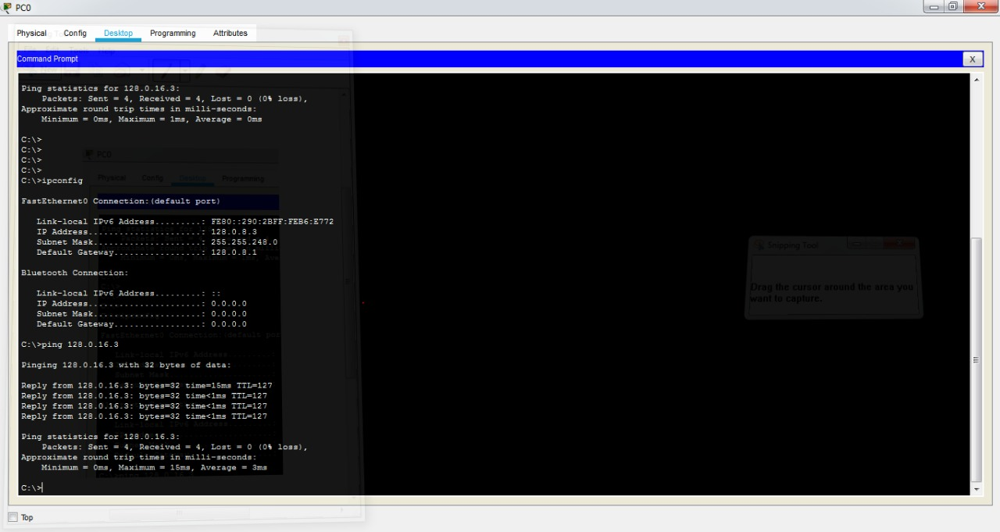 PC0
Physical Config Desktop Programming Attributes
Command Prompt
X
Ping statistics for 128.0.16.3:
Packets: Sent = 4, Received = 4, Lost = 0 (0% loss),
Approximate round trip times in milli-seconds:
Minimum = 0ms, Maximum = 1ms, Average = 0ms
C:\>
C:\>
C:\>
C:\>
C:\>ipconfig
FastEthernet0 Connection:(default port)
Link-local IPv6 Address.........: FE80::290:2BFF:FEB6:E772
IP Address......................: 128.0.8.3
Subnet Mask.....................: 255.255.248.0
Default Gateway.................: 128.0.8.1
Bluetooth Connection:
Link-local IPv6 Address.........: ::
IP Address......................: 0.0.0.0
Subnet Mask.....................: 0.0.0.0
Default Gateway.................: 0.0.0.0
C:\>ping 128.0.16.3
Pinging 128.0.16.3 with 32 bytes of data:
Reply from 128.0.16.3: bytes=32 time=15ms TTL=127
Reply from 128.0.16.3: bytes=32 time<1ms TTL=127
Reply from 128.0.16.3: bytes=32 time<1ms TTL=127
Reply from 128.0.16.3: bytes=32 time<1ms TTL=127
Ping statistics for 128.0.16.3:
Packets: Sent = 4, Received = 4, Lost = 0 (0% loss),
Approximate round trip times in milli-seconds:
Minimum = 0ms, Maximum = 15ms, Average = 3ms
C:\>
Top
PC0
Physical Config Desktop Programming
Snipping Tool
Drag the cursor around the area you
want to capture.